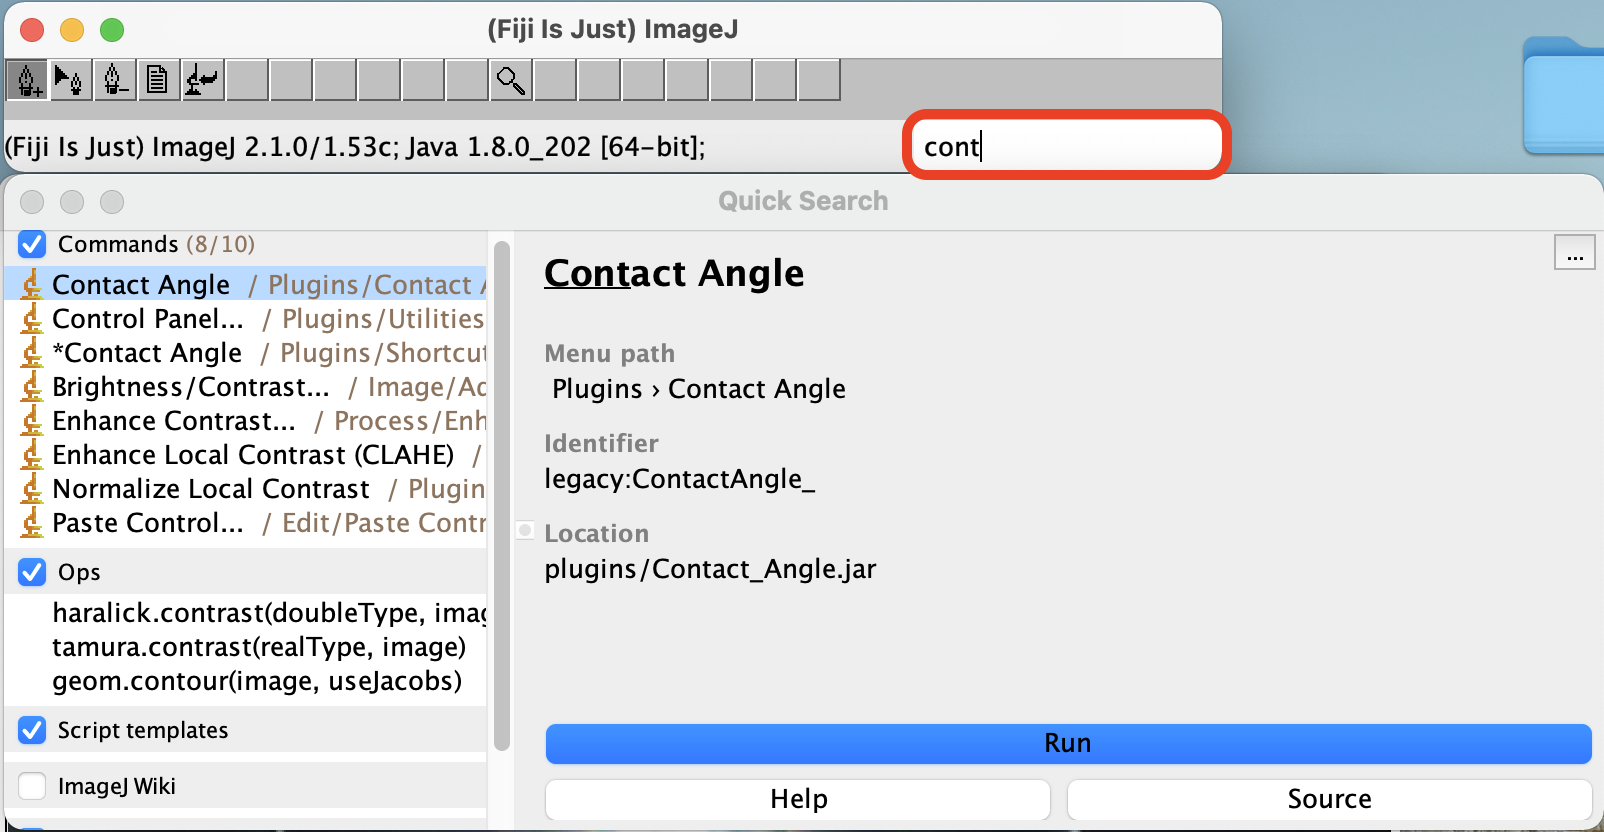 (Fiji Is Just) ImageJ
(Fiji Is Just) ImageJ 2.1.0/1.53c; Java 1.8.0_202 [64-bit];
cont
Quick Search
Commands (8/10)
Contact Angle / Plugins/Contact
Control Panel... / Plugins/Utilities
*Contact Angle / Plugins/Shortcut
Brightness/Contrast... / Image/Ad
Enhance Contrast... / Process/Enh
Enhance Local Contrast (CLAHE) /
Normalize Local Contrast / Plugin
Paste Control... / Edit/Paste Contr
Ops
haralick.contrast(doubleType, imag
tamura.contrast(realType, image)
geom.contour(image, useJacobs)
Script templates
ImageJ Wiki
...
Contact Angle
Menu path
Plugins › Contact Angle
Identifier
legacy:ContactAngle_
Location
plugins/Contact_Angle.jar
Run
Help
Source